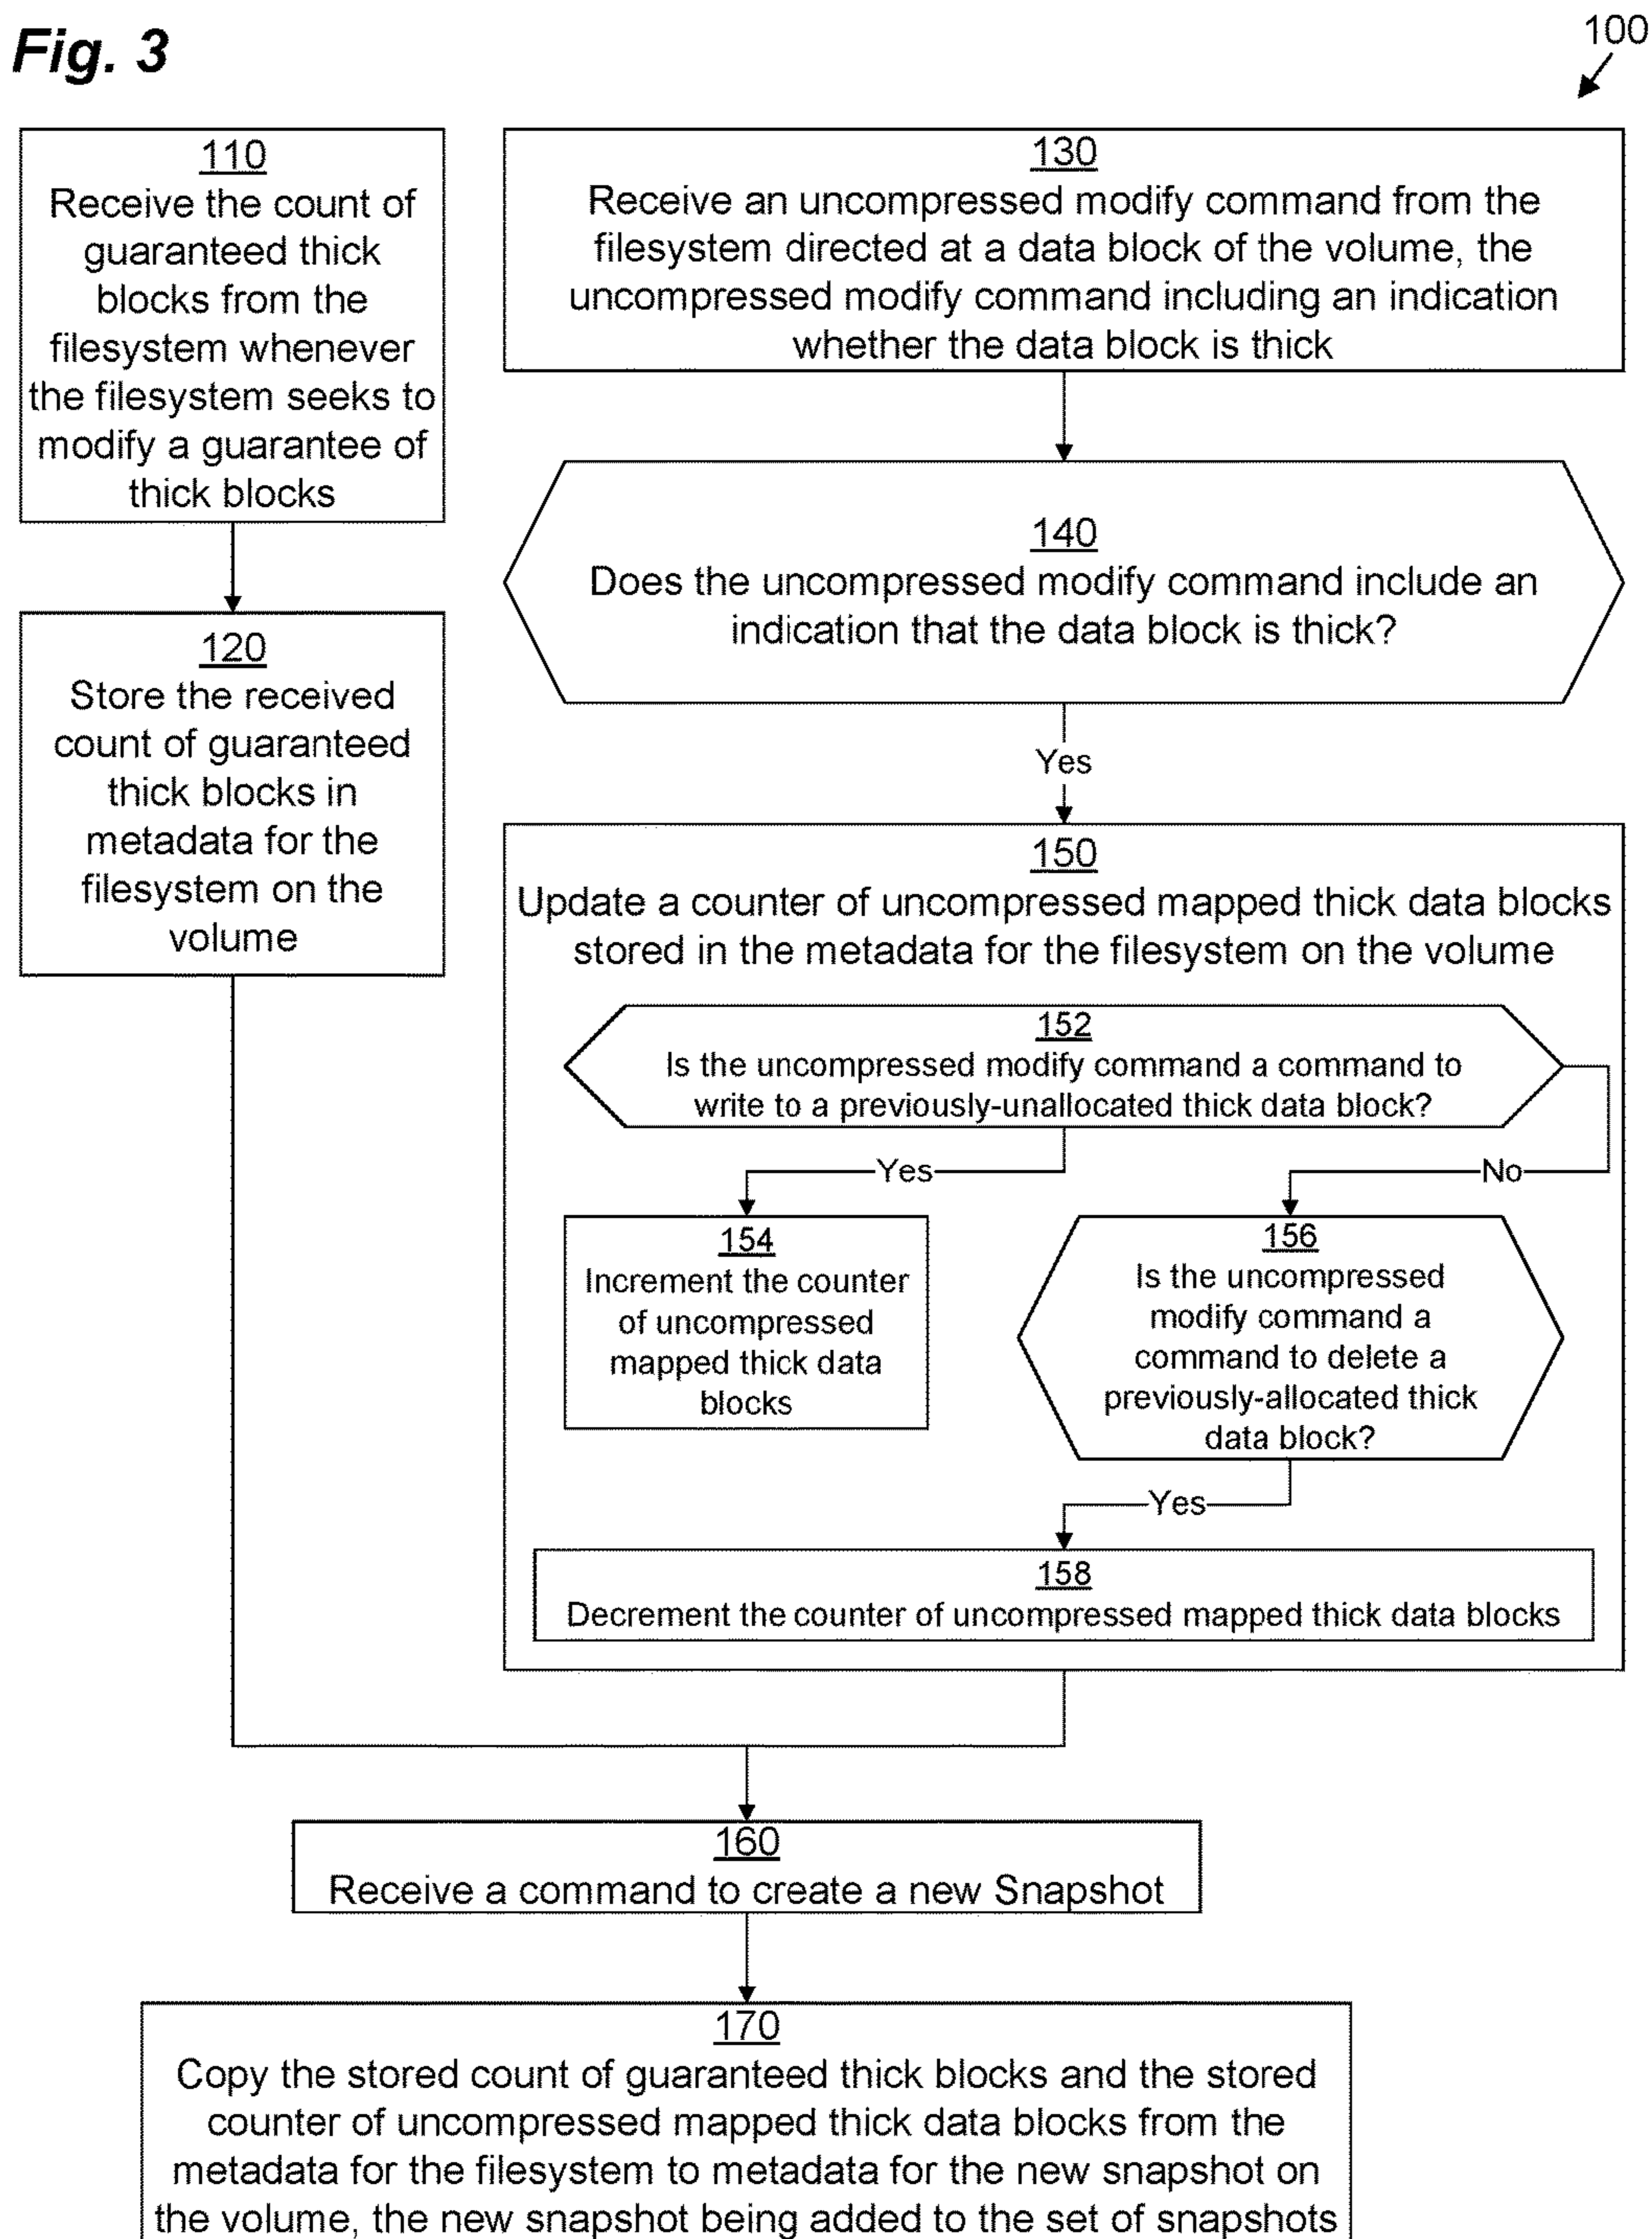 Fig. 3
100
110
Receive the count of
guaranteed thick
blocks from the
filesystem whenever
the filesystem seeks to
modify a guarantee of
thick blocks
120
Store the received
count of guaranteed
thick blocks in
metadata for the
filesystem on the
volume
130
Receive an uncompressed modify command from the
filesystem directed at a data block of the volume, the
uncompressed modify command including an indication
whether the data block is thick
140
Does the uncompressed modify command include an
indication that the data block is thick?
Yes
150
Update a counter of uncompressed mapped thick data blocks
stored in the metadata for the filesystem on the volume
152
Is the uncompressed modify command a command to
write to a previously-unallocated thick data block?
Yes
No
154
Increment the counter
of uncompressed
mapped thick data
blocks
156
Is the uncompressed
modify command a
command to delete a
previously-allocated thick
data block?
Yes
158
Decrement the counter of uncompressed mapped thick data blocks
160
Receive a command to create a new Snapshot
170
Copy the stored count of guaranteed thick blocks and the stored
counter of uncompressed mapped thick data blocks from the
metadata for the filesystem to metadata for the new snapshot on
the volume, the new snapshot being added to the set of snapshots